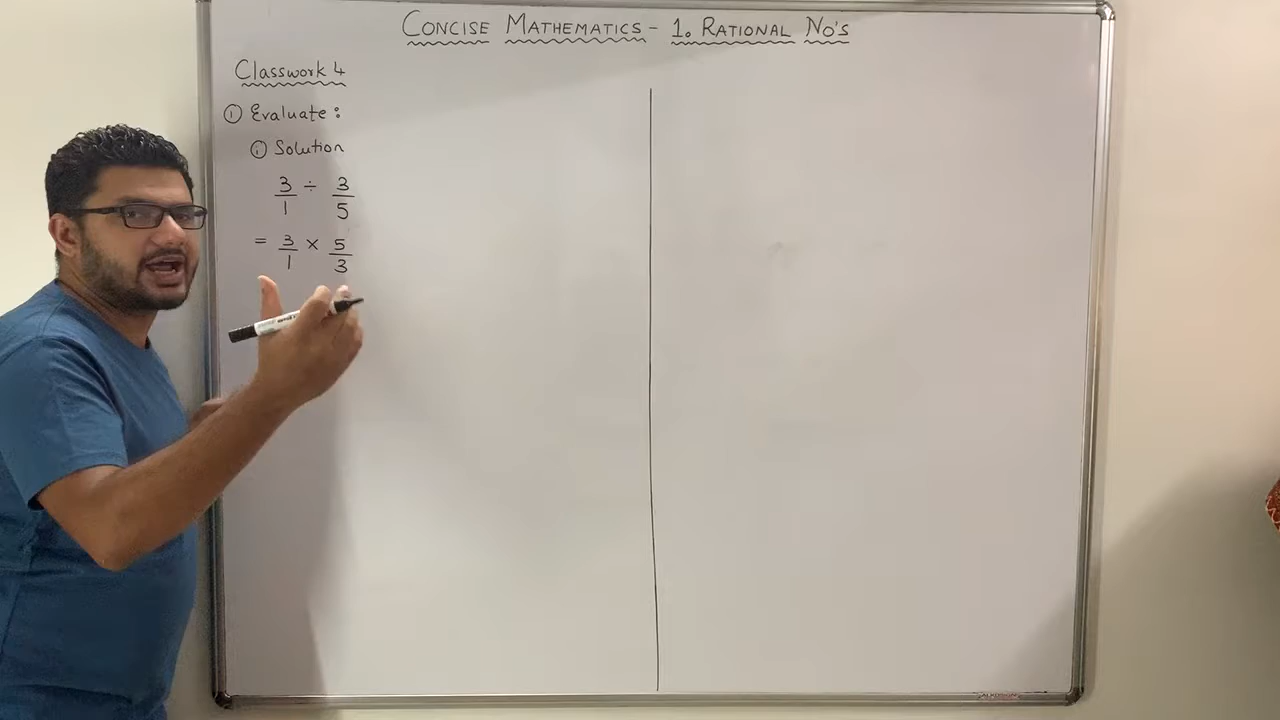 CONCISE MATHEMATICS - 1. RATIONAL NO'S
Classwork 4
① Evaluate:
ⓘ Solution
3/1 ÷ 3/5
= 3/1 × 5/3